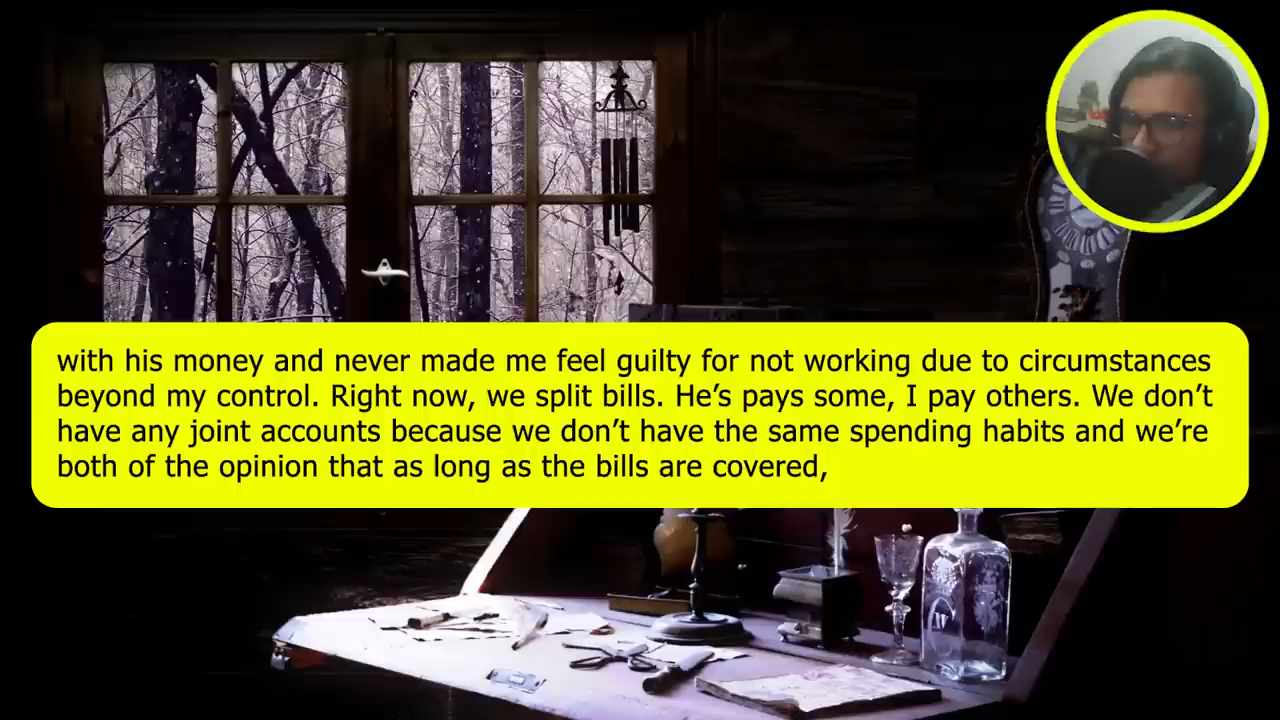 with his money and never made me feel guilty for not working due to circumstances
beyond my control. Right now, we split bills. He’s pays some, I pay others. We don’t
have any joint accounts because we don’t have the same spending habits and we’re
both of the opinion that as long as the bills are covered,